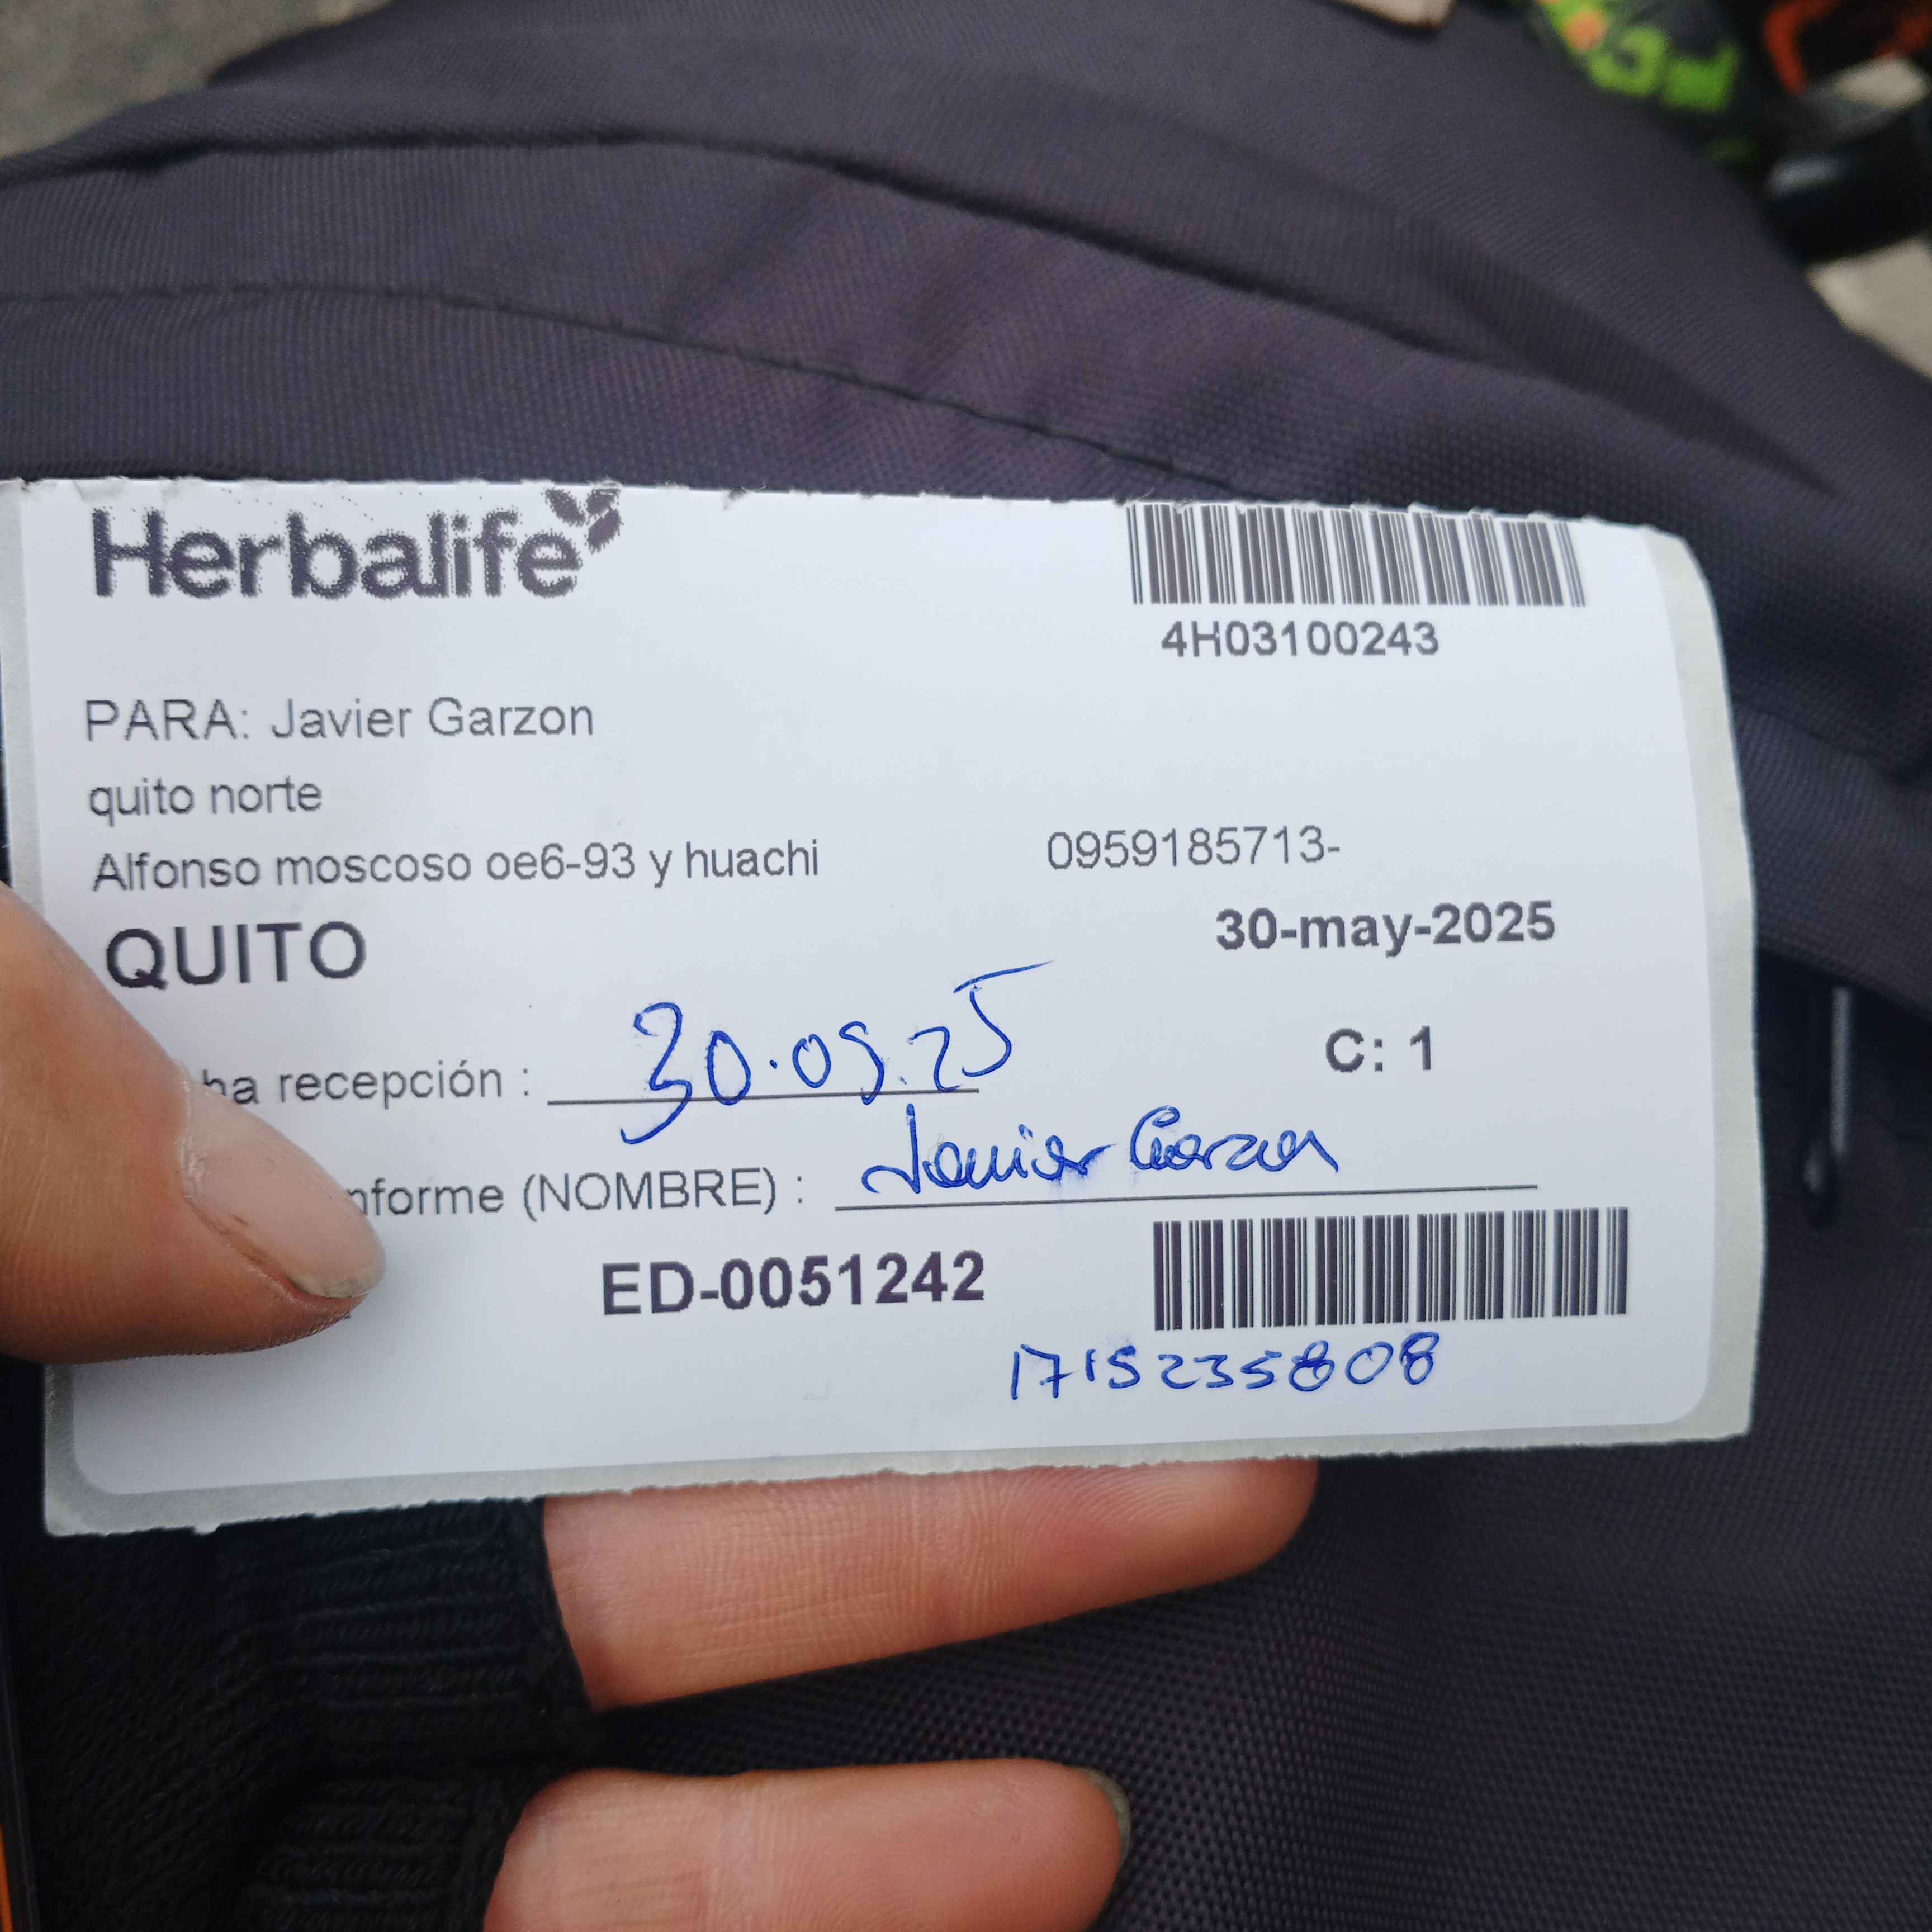 Herbalife
4H03100243
PARA: Javier Garzon
quito norte
Alfonso moscoso oe6-93 y huachi
0959185713-
QUITO
30-may-2025
ha recepción : 30.05.25
C: 1
nforme (NOMBRE) : Javier Garzon
ED-0051242
1715235808